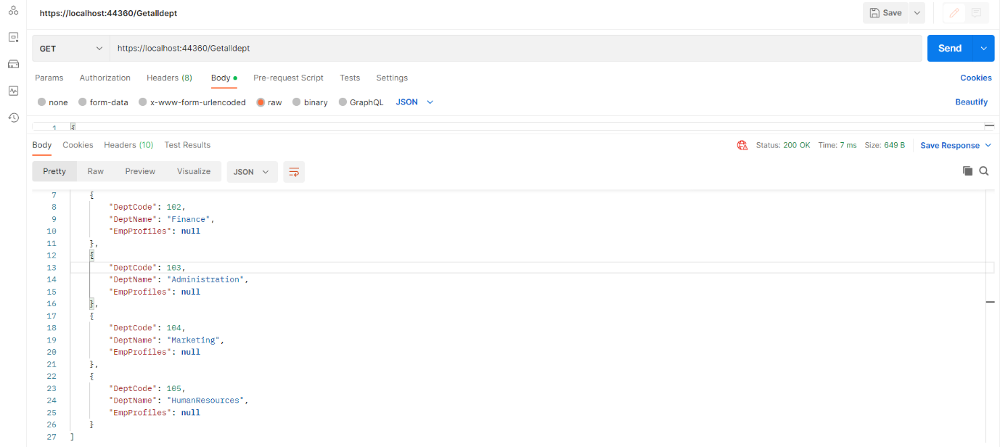 https://localhost:44360/Getalldept
Save
GET https://localhost:44360/Getalldept Send
Params Authorization Headers (8) Body Pre-request Script Tests Settings Cookies
none form-data x-www-form-urlencoded raw binary GraphQL JSON Beautify
1 {
Body Cookies Headers (10) Test Results Status: 200 OK Time: 7 ms Size: 649 B Save Response
Pretty Raw Preview Visualize JSON
7 {
8 "DeptCode": 102,
9 "DeptName": "Finance",
10 "EmpProfiles": null
11 },
12 {
13 "DeptCode": 103,
14 "DeptName": "Administration",
15 "EmpProfiles": null
16 },
17 {
18 "DeptCode": 104,
19 "DeptName": "Marketing",
20 "EmpProfiles": null
21 },
22 {
23 "DeptCode": 105,
24 "DeptName": "HumanResources",
25 "EmpProfiles": null
26 }
27 ]